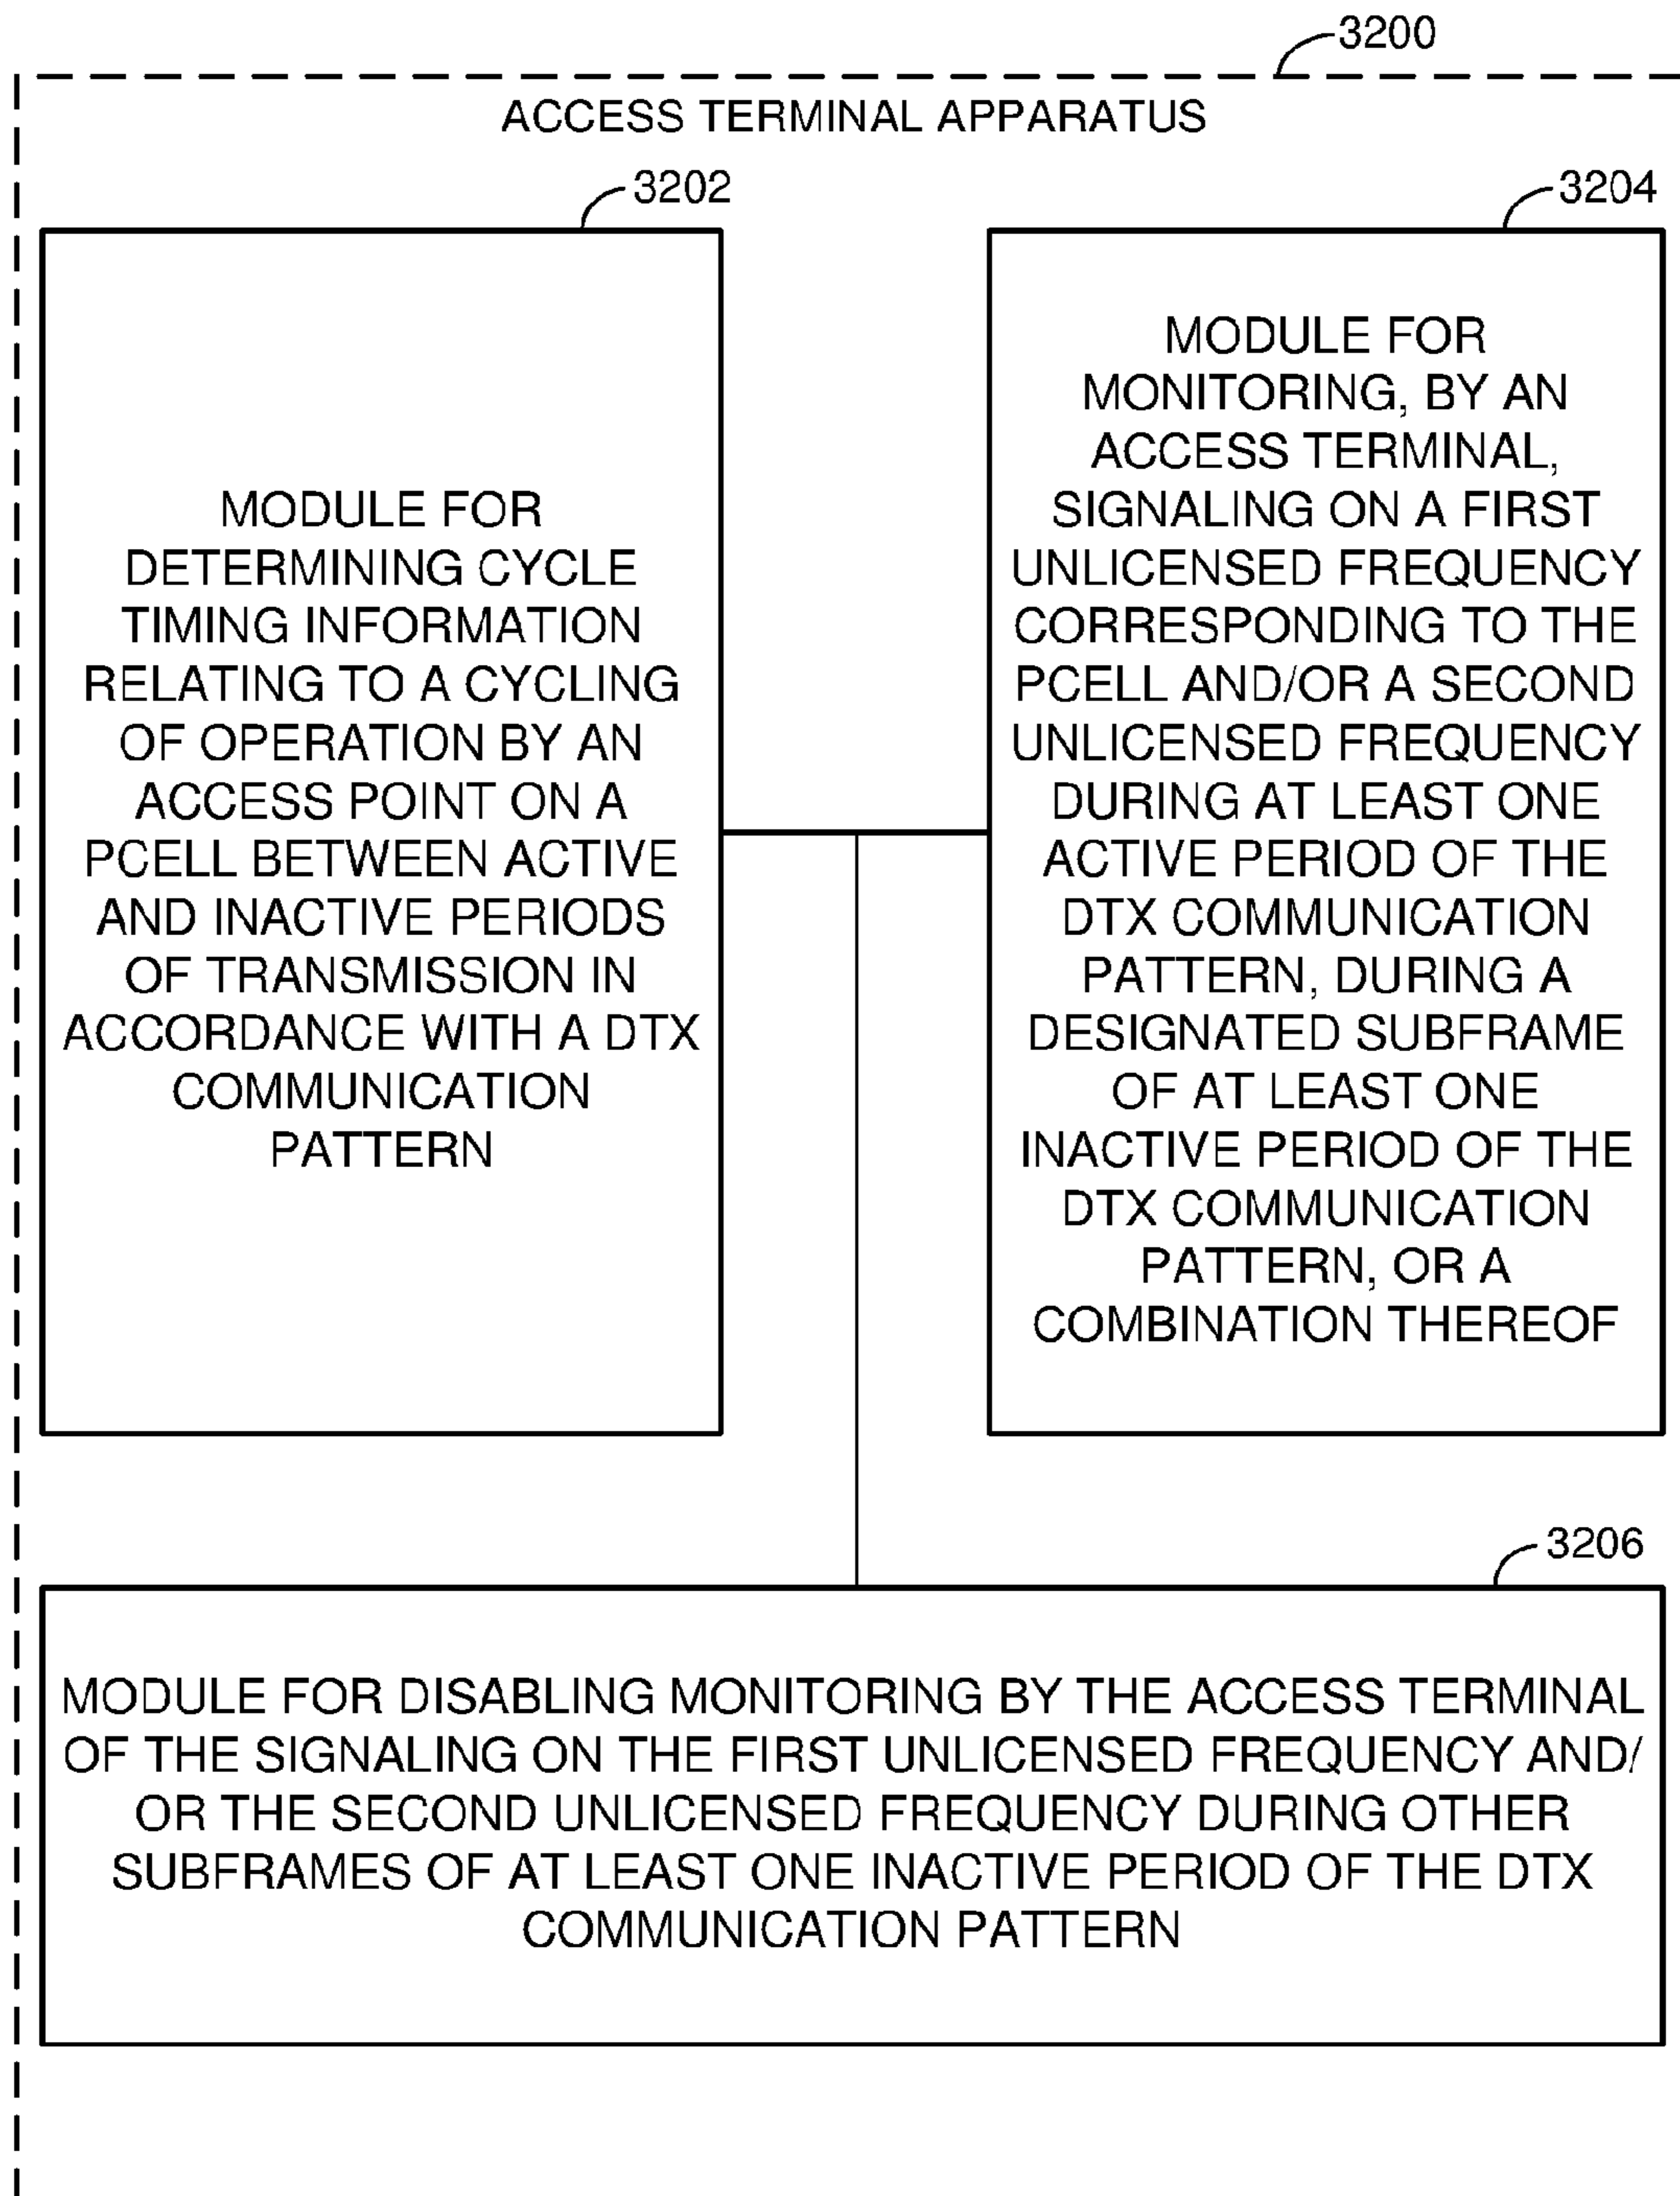 3200
ACCESS TERMINAL APPARATUS
3202
MODULE FOR
DETERMINING CYCLE
TIMING INFORMATION
RELATING TO A CYCLING
OF OPERATION BY AN
ACCESS POINT ON A
PCELL BETWEEN ACTIVE
AND INACTIVE PERIODS
OF TRANSMISSION IN
ACCORDANCE WITH A DTX
COMMUNICATION
PATTERN
3204
MODULE FOR
MONITORING, BY AN
ACCESS TERMINAL,
SIGNALING ON A FIRST
UNLICENSED FREQUENCY
CORRESPONDING TO THE
PCELL AND/OR A SECOND
UNLICENSED FREQUENCY
DURING AT LEAST ONE
ACTIVE PERIOD OF THE
DTX COMMUNICATION
PATTERN, DURING A
DESIGNATED SUBFRAME
OF AT LEAST ONE
INACTIVE PERIOD OF THE
DTX COMMUNICATION
PATTERN, OR A
COMBINATION THEREOF
3206
MODULE FOR DISABLING MONITORING BY THE ACCESS TERMINAL
OF THE SIGNALING ON THE FIRST UNLICENSED FREQUENCY AND/
OR THE SECOND UNLICENSED FREQUENCY DURING OTHER
SUBFRAMES OF AT LEAST ONE INACTIVE PERIOD OF THE DTX
COMMUNICATION PATTERN